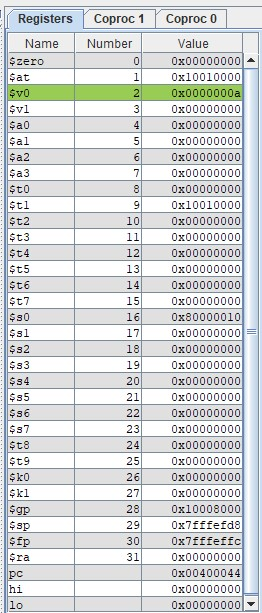 Registers Coproc 1 Coproc 0
Name Number Value
$zero 0 0x00000000
$at 1 0x10010000
$v0 2 0x0000000a
$v1 3 0x00000000
$a0 4 0x00000000
$a1 5 0x00000000
$a2 6 0x00000000
$a3 7 0x00000000
$t0 8 0x00000000
$t1 9 0x10010000
$t2 10 0x00000000
$t3 11 0x00000000
$t4 12 0x00000000
$t5 13 0x00000000
$t6 14 0x00000000
$t7 15 0x00000000
$s0 16 0x80000010
$s1 17 0x00000000
$s2 18 0x00000000
$s3 19 0x00000000
$s4 20 0x00000000
$s5 21 0x00000000
$s6 22 0x00000000
$s7 23 0x00000000
$t8 24 0x00000000
$t9 25 0x00000000
$k0 26 0x00000000
$k1 27 0x00000000
$gp 28 0x10008000
$sp 29 0x7fffefd8
$fp 30 0x7fffeffc
$ra 31 0x00000000
pc 0x00400044
hi 0x00000000
lo 0x00000000